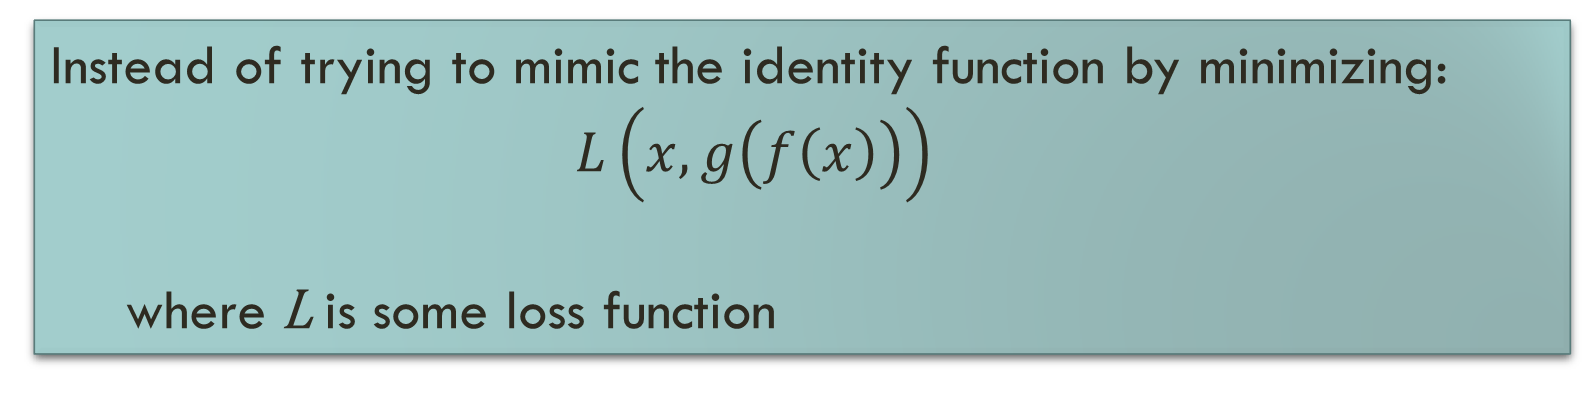 Instead of trying to mimic the identity function by minimizing:
L(x, g(f(x)))
where L is some loss function